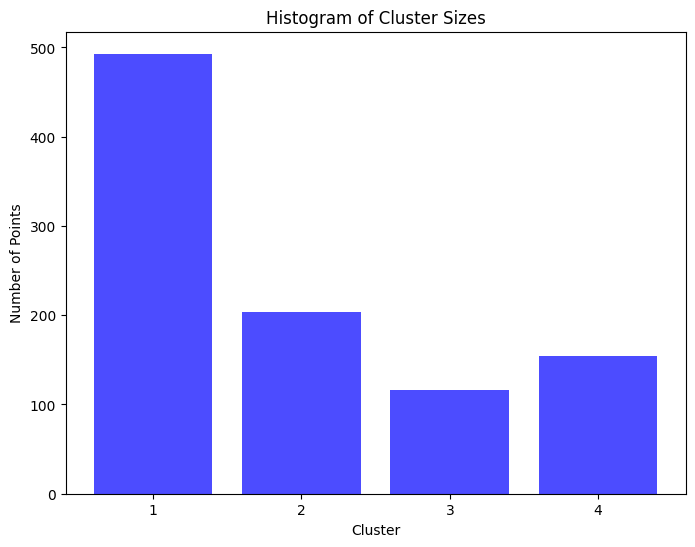 Histogram of Cluster Sizes
500
400
300
200
100
0
Number of Points
1 2 3 4
Cluster